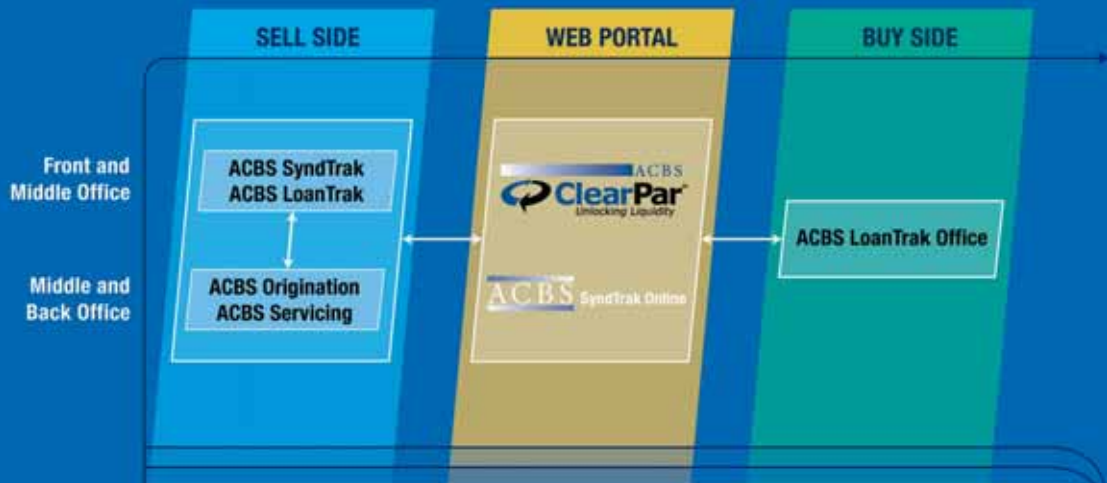 SELL SIDE
WEB PORTAL
BUY SIDE
Front and
Middle Office
ACBS SyndTrak
ACBS LoanTrak
Middle and
Back Office
ACBS Origination
ACBS Servicing
ACBS
ClearPar®
Unlocking Liquidity
ACBS SyndTrak Online
ACBS LoanTrak Office